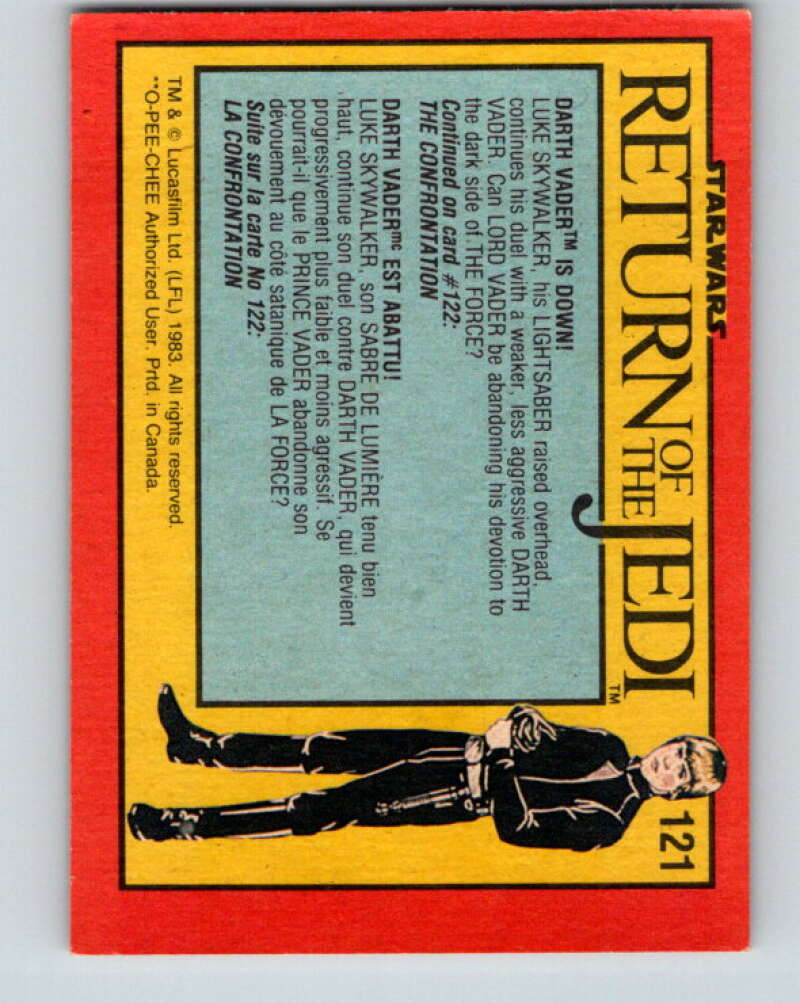 STAR WARS
RETURN OF THE JEDI™
121
DARTH VADER™ IS DOWN!
LUKE SKYWALKER, his LIGHTSABER raised overhead,
continues his duel with a weaker, less aggressive DARTH
VADER. Can LORD VADER be abandoning his devotion to
the dark side of THE FORCE?
Continued on card #122:
THE CONFRONTATION
DARTH VADERmc EST ABATTU!
LUKE SKYWALKER, son SABRE DE LUMIÈRE tenu bien
haut, continue son duel contre DARTH VADER, qui devient
progressivement plus faible et moins agressif. Se
pourrait-il que le PRINCE VADER abandonne son
dévouement au côté satanique de LA FORCE?
Suite sur la carte No 122:
LA CONFRONTATION
TM & © Lucasfilm Ltd. (LFL) 1983. All rights reserved.
**O-PEE-CHEE Authorized User. Prtd. in Canada.